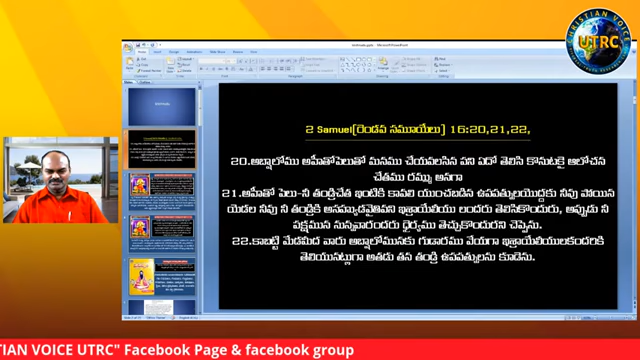 CHRISTIAN VOICE
UTRC
2 Samuel[రెండవ సమూయేలు] 16:20,21,22,
20.అబ్షాలోము అహీతోపెలుతో మనము చేయవలసిన పని ఏదో తెలిసి కొనుటకై ఆలోచన
చేతము రమ్ము అనగా
21.అహీతో పెలు-నీ తండ్రిచేత ఇంటికి కావలి యుంచబడిన ఉపపత్నులయొద్దకు నీవు పోయిన
యెడల నీవు నీ తండ్రికి అసహ్యుడవైతివని ఇశ్రాయేలీయు లందరు తెలిసికొందురు, అప్పుడు నీ
పక్షమున నున్నవారందరు ధైర్యము తెచ్చుకొందురని చెప్పెను.
22.కాబట్టి మేడమీద వారు అబ్షాలోమునకు గుడారము వేయగా ఇశ్రాయేలీయులకందరికి
తెలియునట్లుగా అతడు తన తండ్రి ఉపపత్నులను కూడెను.
TIAN VOICE UTRC" Facebook Page & facebook group